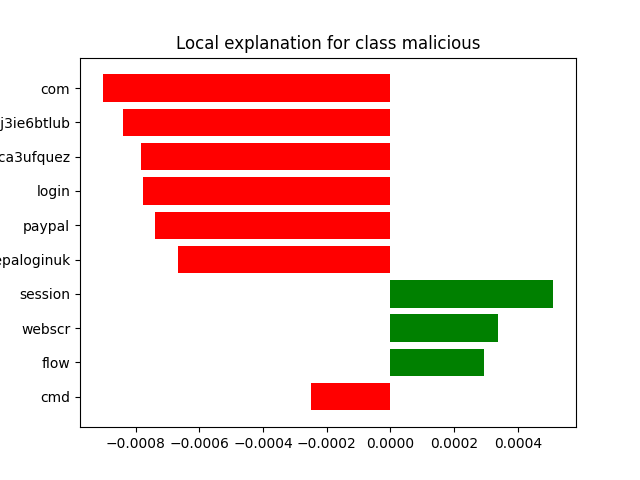 Local explanation for class malicious
com
j3ie6btlub
ca3ufquez
login
paypal
epaloginuk
session
webscr
flow
cmd
−0.0008 −0.0006 −0.0004 −0.0002 0.0000 0.0002 0.0004